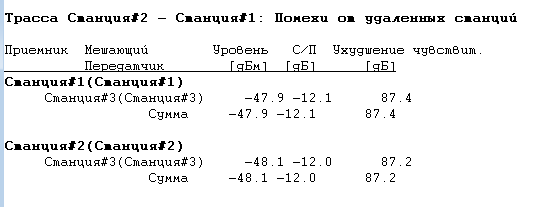 Трасса Станция#2 – Станция#1: Помехи от удаленных станций
Приемник Мешающий Уровень С/П Ухудшение чувствит.
Передатчик [дБм] [дБ] [дБ]
Станция#1(Станция#1)
Станция#3(Станция#3) –47.9 –12.1 87.4
Сумма –47.9 –12.1 87.4
Станция#2(Станция#2)
Станция#3(Станция#3) –48.1 –12.0 87.2
Сумма –48.1 –12.0 87.2